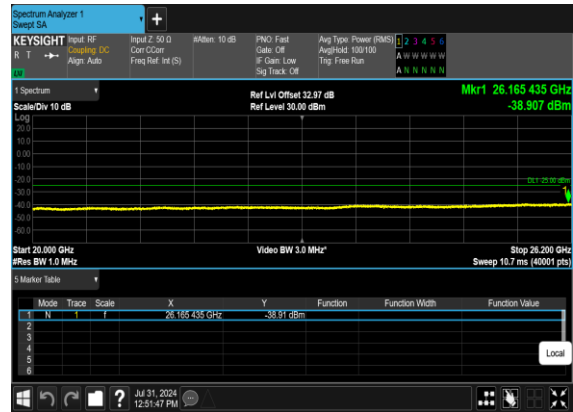 Spectrum Analyzer 1
Swept SA
KEYSIGHT Input: RF Input Z: 50 Ω #Atten: 10 dB PNO: Fast Avg Type: Power (RMS) 1 2 3 4 5 6
R T Coupling: DC Corr CCorr Gate: Off Avg|Hold: 100/100 A W W W W W
Align: Auto Freq Ref: Int (S) IF Gain: Low Trig: Free Run
Sig Track: Off A N N N N N
1 Spectrum
Scale/Div 10 dB
Ref Lvl Offset 32.97 dB
Ref Level 30.00 dBm
Mkr1 26.165 435 GHz
-38.907 dBm
Log
20.0
10.0
0.00
-10.0
-20.0
DL1 -25.00 dBm
-30.0
1
-40.0
-50.0
-60.0
Start 20.000 GHz Video BW 3.0 MHz* Stop 26.200 GHz
#Res BW 1.0 MHz Sweep 10.7 ms (40001 pts)
5 Marker Table
Mode Trace Scale X Y Function Function Width Function Value
1 N 1 f 26.165 435 GHz -38.91 dBm
2
3
4
5
6
Local
Jul 31, 2024
12:51:47 PM